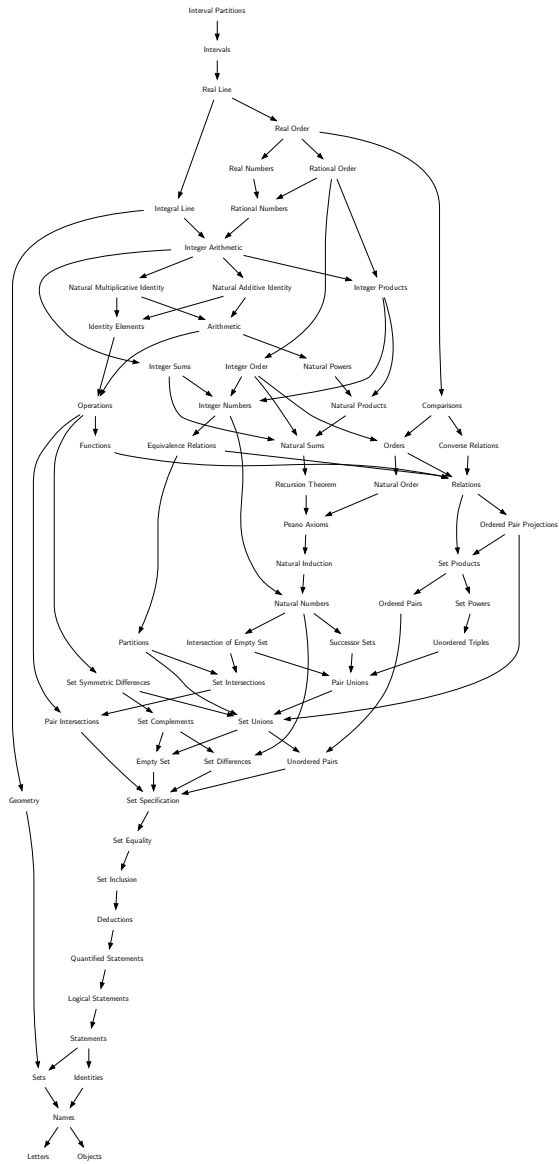 Interval Partitions
Intervals
Real Line
Real Order
Real Numbers
Rational Order
Integral Line
Rational Numbers
Integer Arithmetic
Natural Multiplicative Identity
Natural Additive Identity
Integer Products
Identity Elements
Arithmetic
Integer Sums
Integer Order
Natural Powers
Operations
Integer Numbers
Natural Products
Comparisons
Functions
Equivalence Relations
Natural Sums
Orders
Converse Relations
Recursion Theorem
Natural Order
Relations
Peano Axioms
Ordered Pair Projections
Natural Induction
Set Products
Natural Numbers
Ordered Pairs
Set Powers
Partitions
Intersection of Empty Set
Successor Sets
Unordered Triples
Set Symmetric Differences
Set Intersections
Pair Unions
Pair Intersections
Set Complements
Set Unions
Empty Set
Set Differences
Unordered Pairs
Geometry
Set Specification
Set Equality
Set Inclusion
Deductions
Quantified Statements
Logical Statements
Statements
Sets
Identities
Names
Letters
Objects